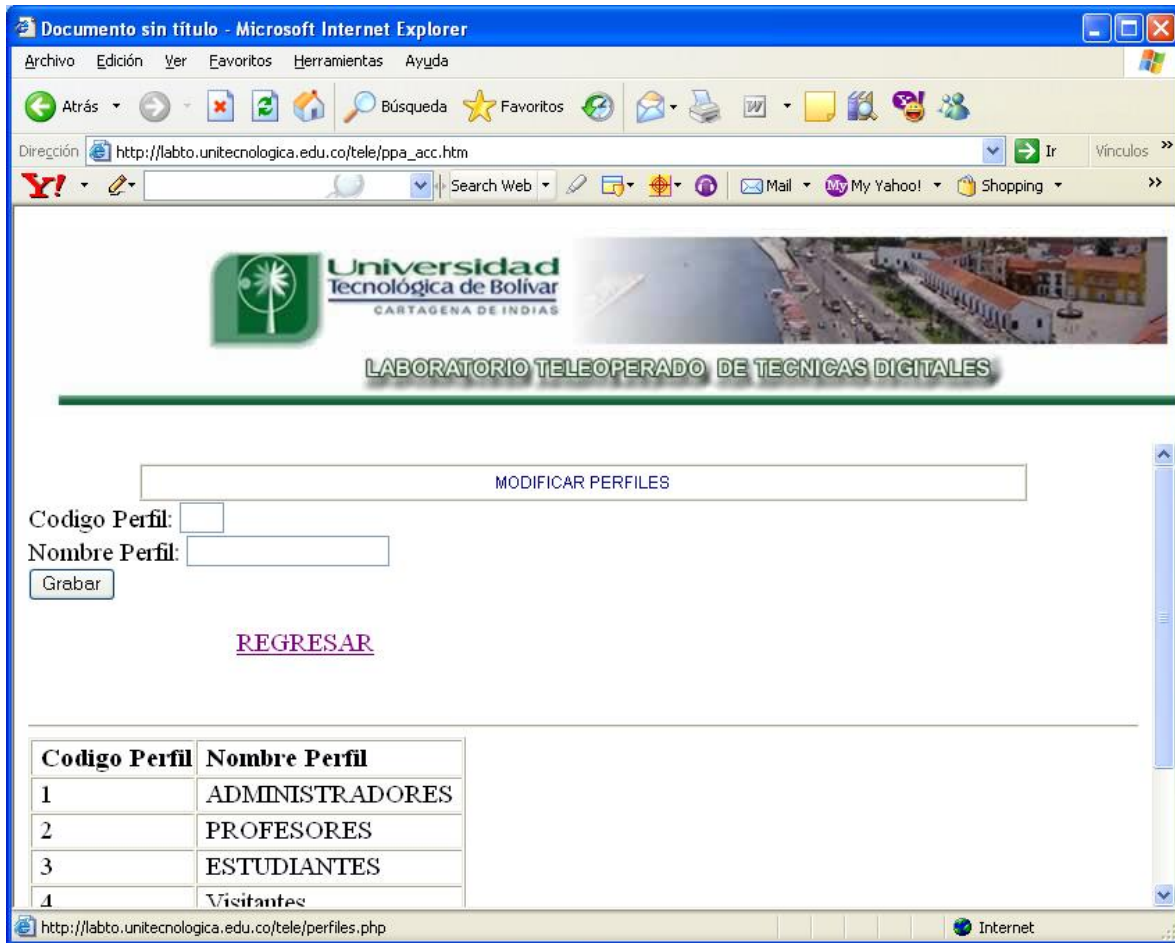 Documento sin título - Microsoft Internet Explorer
Archivo Edición Ver Favoritos Herramientas Ayuda
Atrás Búsqueda Favoritos
Dirección http://labto.unitecnologica.edu.co/tele/ppa_acc.htm Ir Vínculos »
Y! Search Web Mail My Yahoo! Shopping »
Universidad
Tecnológica de Bolívar
CARTAGENA DE INDIAS
LABORATORIO TELEOPERADO DE TECNICAS DIGITALES
MODIFICAR PERFILES
Codigo Perfil:
Nombre Perfil:
Grabar
REGRESAR
Codigo Perfil Nombre Perfil
1 ADMINISTRADORES
2 PROFESORES
3 ESTUDIANTES
4 Visitantes
http://labto.unitecnologica.edu.co/tele/perfiles.php Internet